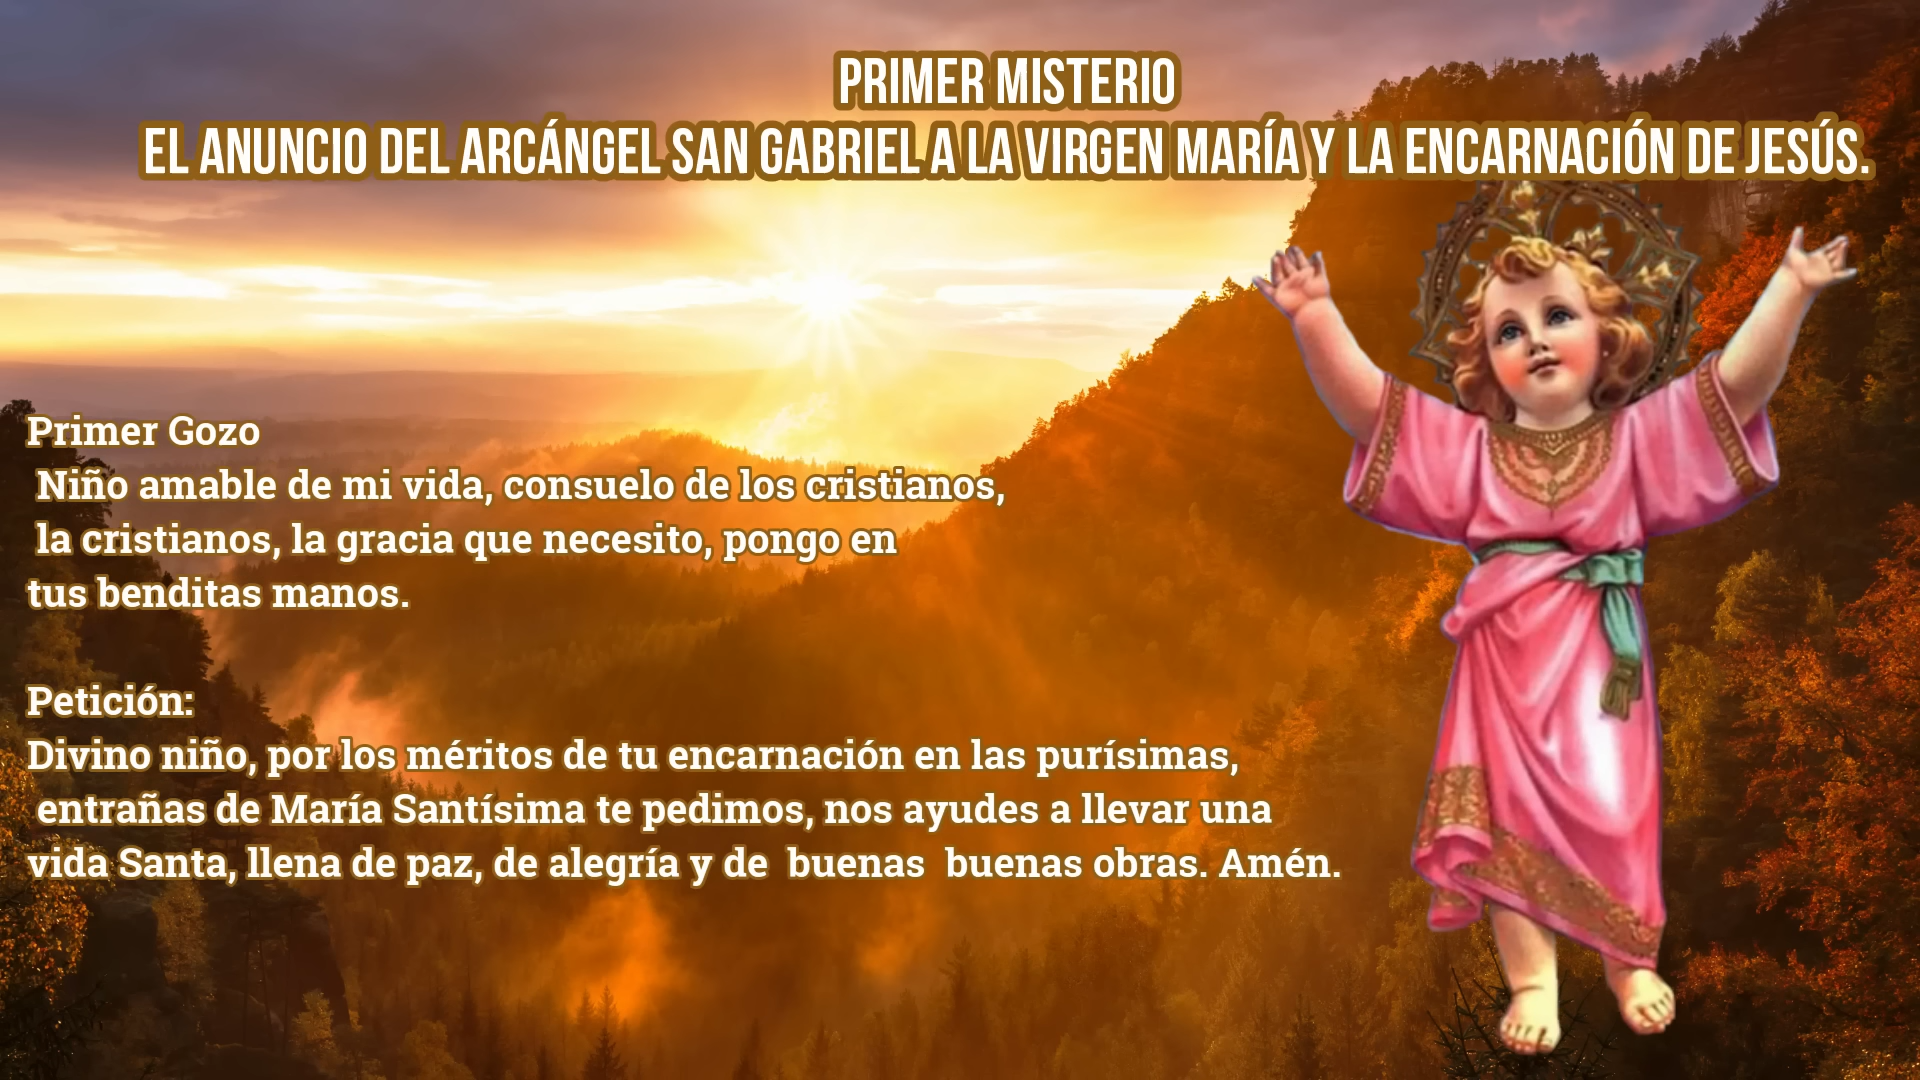 PRIMER MISTERIO
EL ANUNCIO DEL ARCÁNGEL SAN GABRIEL A LA VIRGEN MARÍA Y LA ENCARNACIÓN DE JESÚS.
Primer Gozo
Niño amable de mi vida, consuelo de los cristianos,
la cristianos, la gracia que necesito, pongo en
tus benditas manos.
Petición:
Divino niño, por los méritos de tu encarnación en las purísimas,
entrañas de María Santísima te pedimos, nos ayudes a llevar una
vida Santa, llena de paz, de alegría y de buenas buenas obras. Amén.